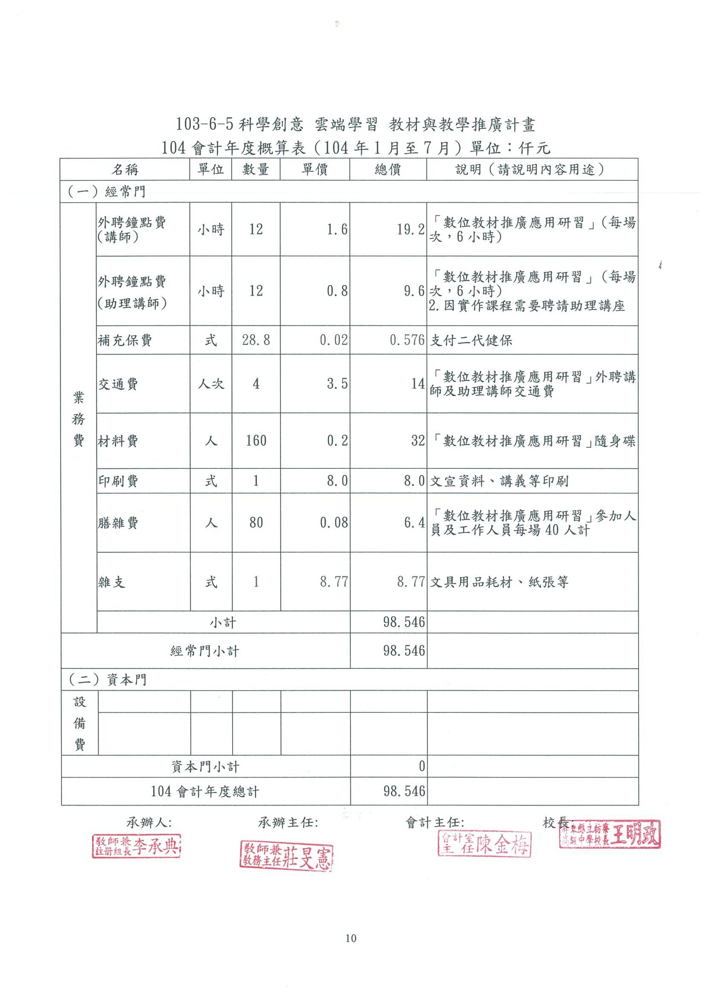 103-6-5 科學創意 雲端學習 教材與教學推廣計畫
104 會計年度概算表（104 年 1 月至 7 月）單位：仟元
名稱 單位 數量 單價 總價 說明（請說明內容用途）
（一）經常門
業務費
外聘鐘點費
(講師) 小時 12 1.6 19.2 「數位教材推廣應用研習」(每場
次，6 小時)
外聘鐘點費
(助理講師) 小時 12 0.8 9.6 「數位教材推廣應用研習」(每場
次，6 小時)
2. 因實作課程需要聘請助理講座
補充保費 式 28.8 0.02 0.576 支付二代健保
交通費 人次 4 3.5 14 「數位教材推廣應用研習」外聘講
師及助理講師交通費
材料費 人 160 0.2 32 「數位教材推廣應用研習」隨身碟
印刷費 式 1 8.0 8.0 文宣資料、講義等印刷
膳雜費 人 80 0.08 6.4 「數位教材推廣應用研習」參加人
員及工作人員每場 40 人計
雜支 式 1 8.77 8.77 文具用品耗材、紙張等
小計 98.546
經常門小計 98.546
（二）資本門
設備費
資本門小計 0
104 會計年度總計 98.546
承辦人: 承辦主任: 會計主任: 校長:
教師兼
註冊組長 李承典
教師兼
教務主任 莊旻憲
會計室
主任 陳金梅
屏東縣立枋寮
高級中學校長 王明政
10